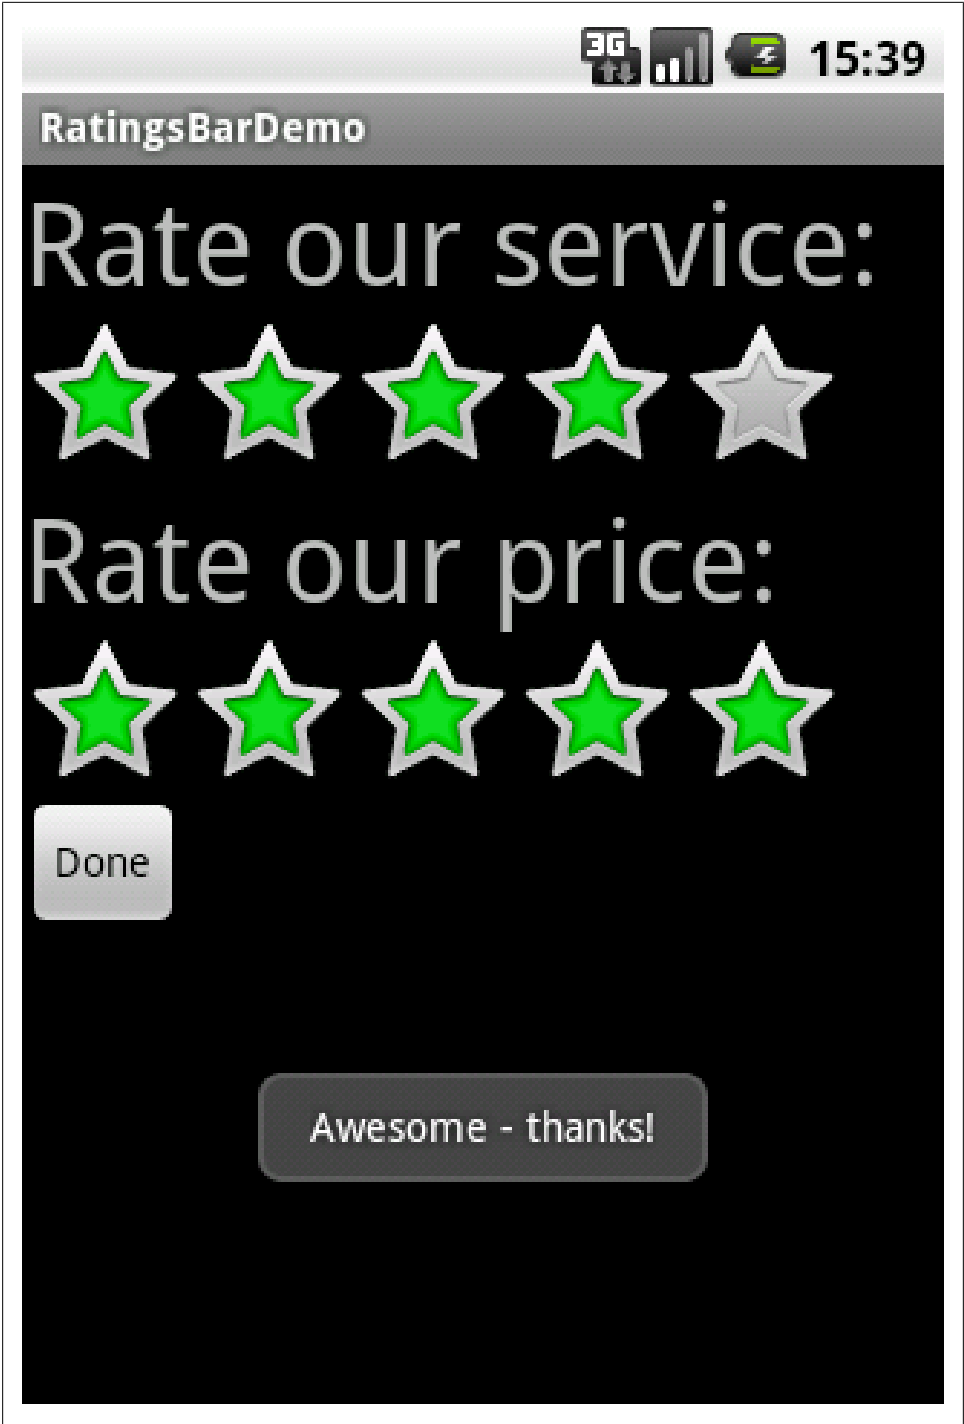 3G 15:39
RatingsBarDemo
Rate our service:
Rate our price:
Done
Awesome - thanks!